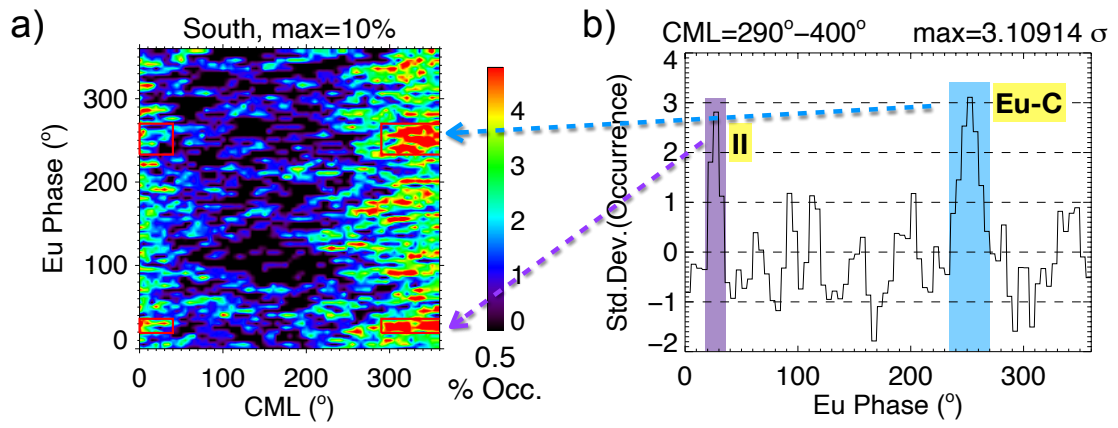 a)
South, max=10%
Eu Phase (°)
300
200
100
0
0 100 200 300
CML (°)
4
3
2
1
0
0.5
% Occ.
b)
CML=290°−400° max=3.10914 σ
Std.Dev.(Occurrence)
4
3
2
1
0
−1
−2
II
Eu-C
0 100 200 300
Eu Phase (°)